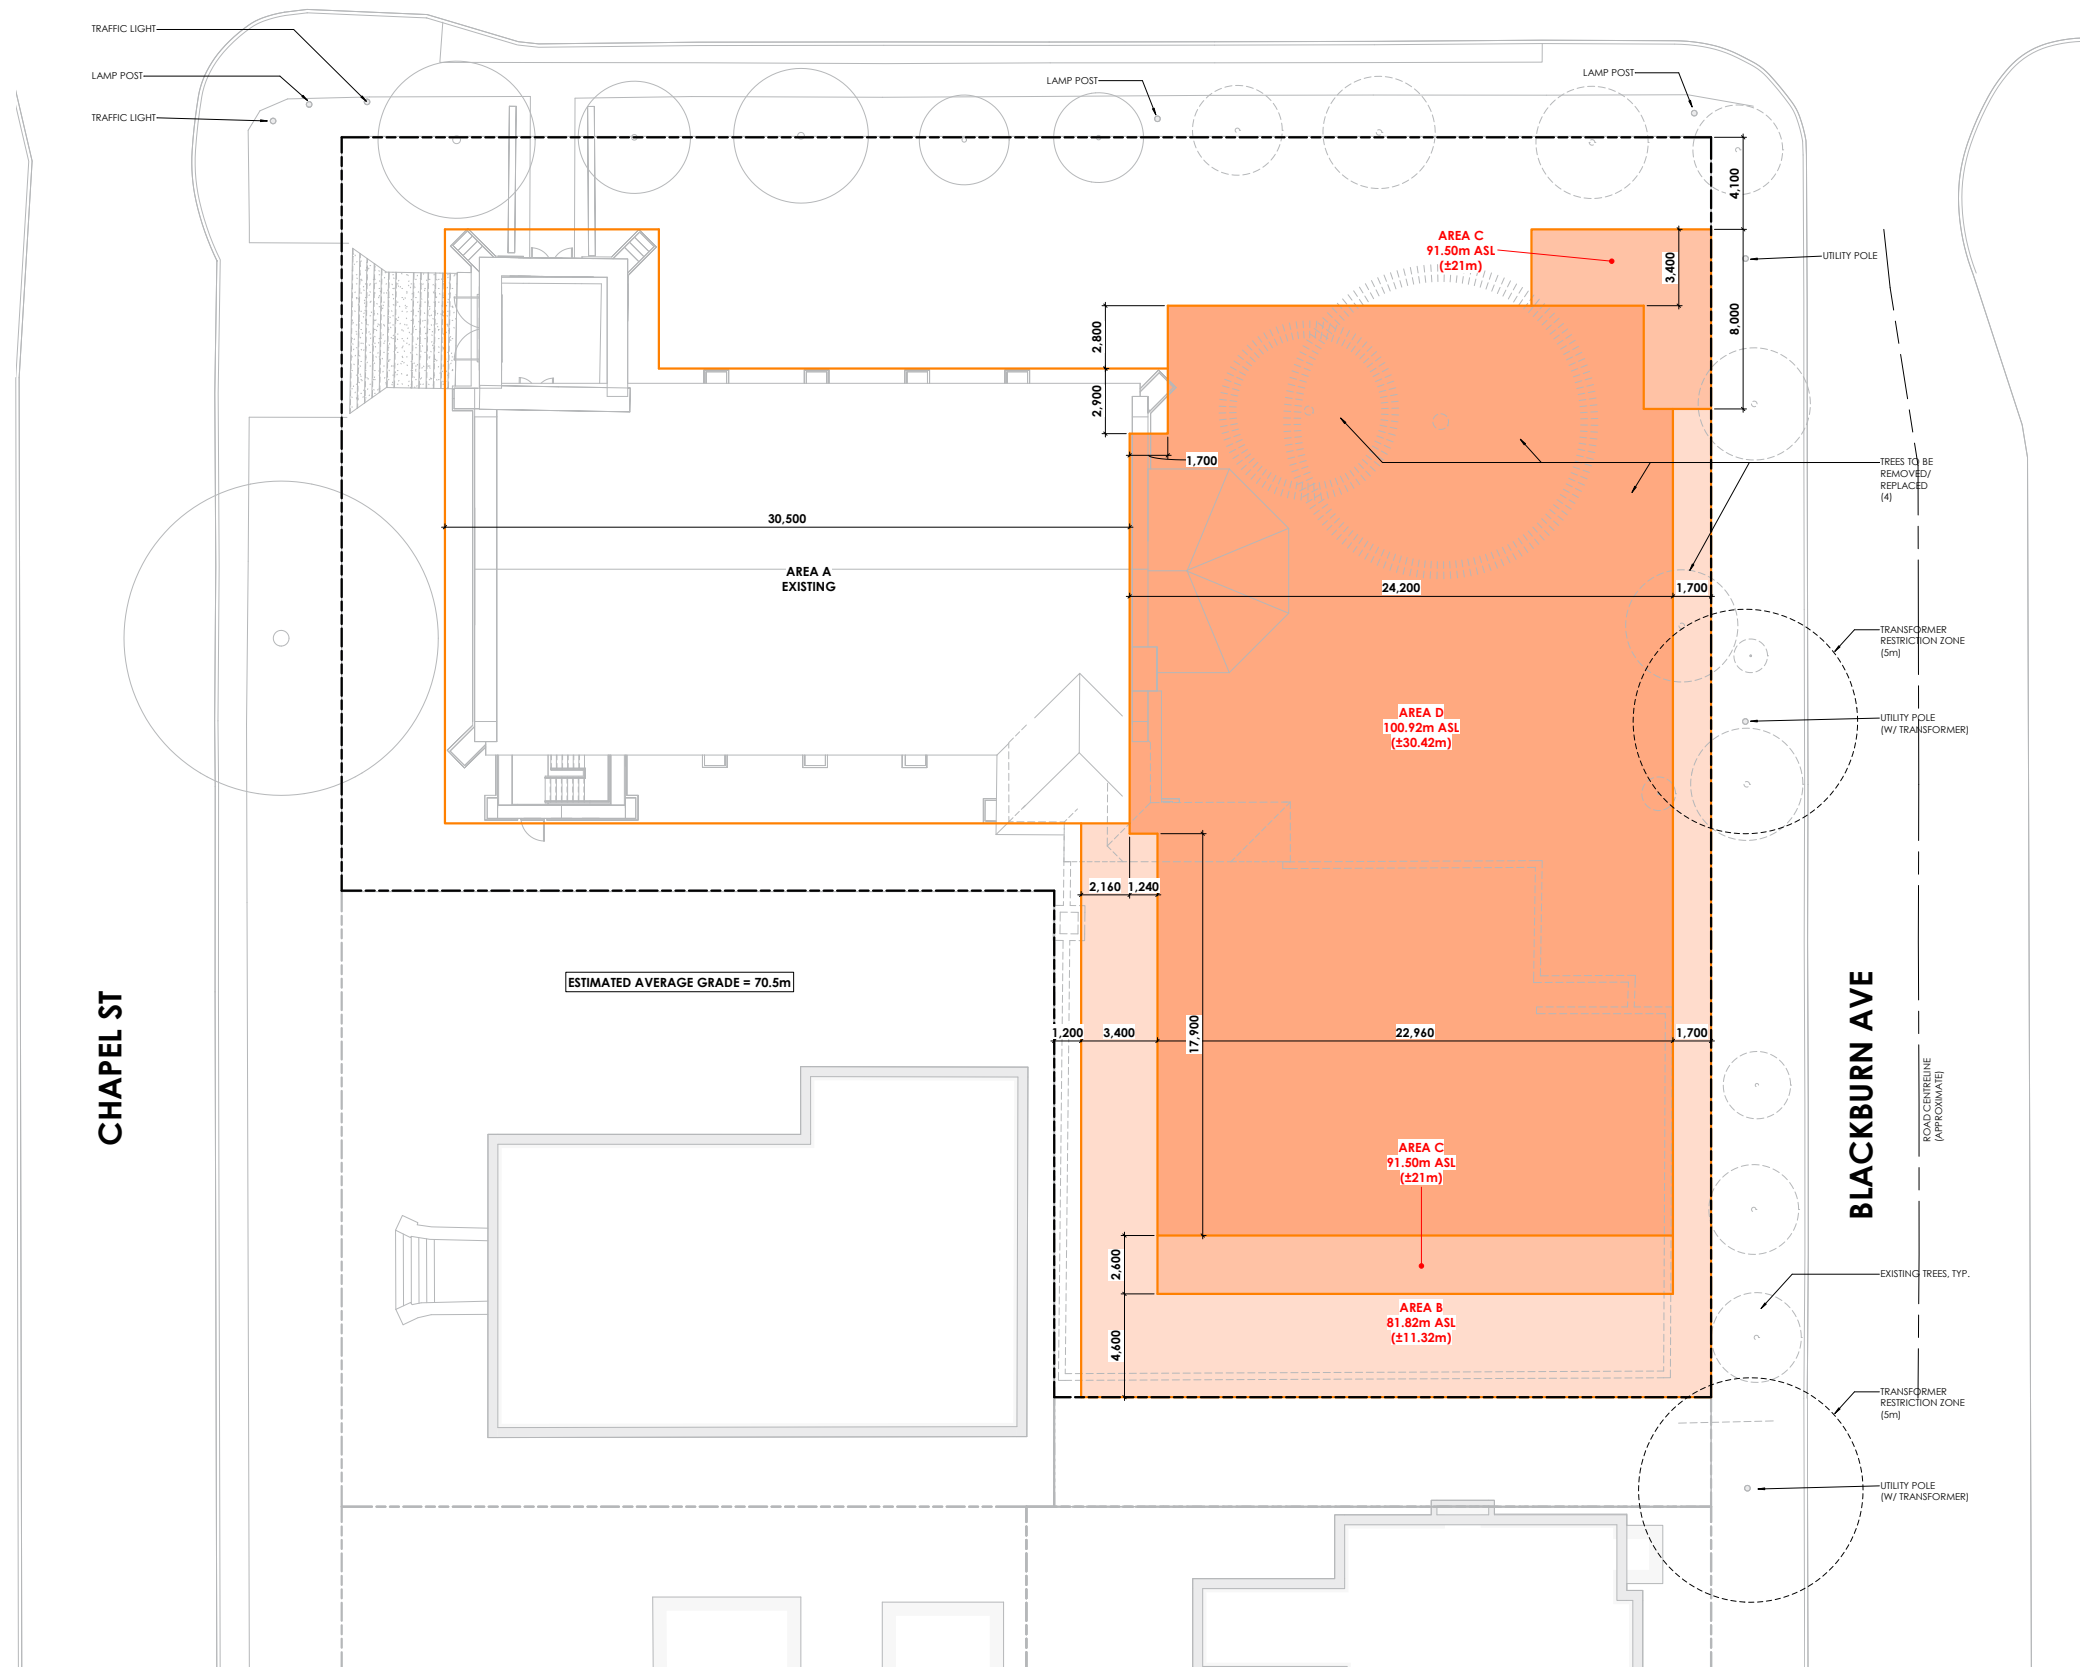 TRAFFIC LIGHT
LAMP POST
TRAFFIC LIGHT
LAMP POST
LAMP POST
4,100
AREA C
91.50m ASL
(±21m)
3,400
UTILITY POLE
8,000
2,800
2,900
1,700
TREES TO BE
REMOVED/
REPLACED
(4)
30,500
AREA A
EXISTING
24,200
1,700
TRANSFORMER
RESTRICTION ZONE
(5m)
AREA D
100.92m ASL
(±30.42m)
UTILITY POLE
(W/ TRANSFORMER)
2,160
1,240
ESTIMATED AVERAGE GRADE = 70.5m
CHAPEL ST
1,200
3,400
17,900
22,960
1,700
BLACKBURN AVE
ROAD CENTRELINE
(APPROXIMATE)
AREA C
91.50m ASL
(±21m)
2,600
EXISTING TREES, TYP.
AREA B
81.82m ASL
(±11.32m)
4,600
TRANSFORMER
RESTRICTION ZONE
(5m)
UTILITY POLE
(W/ TRANSFORMER)